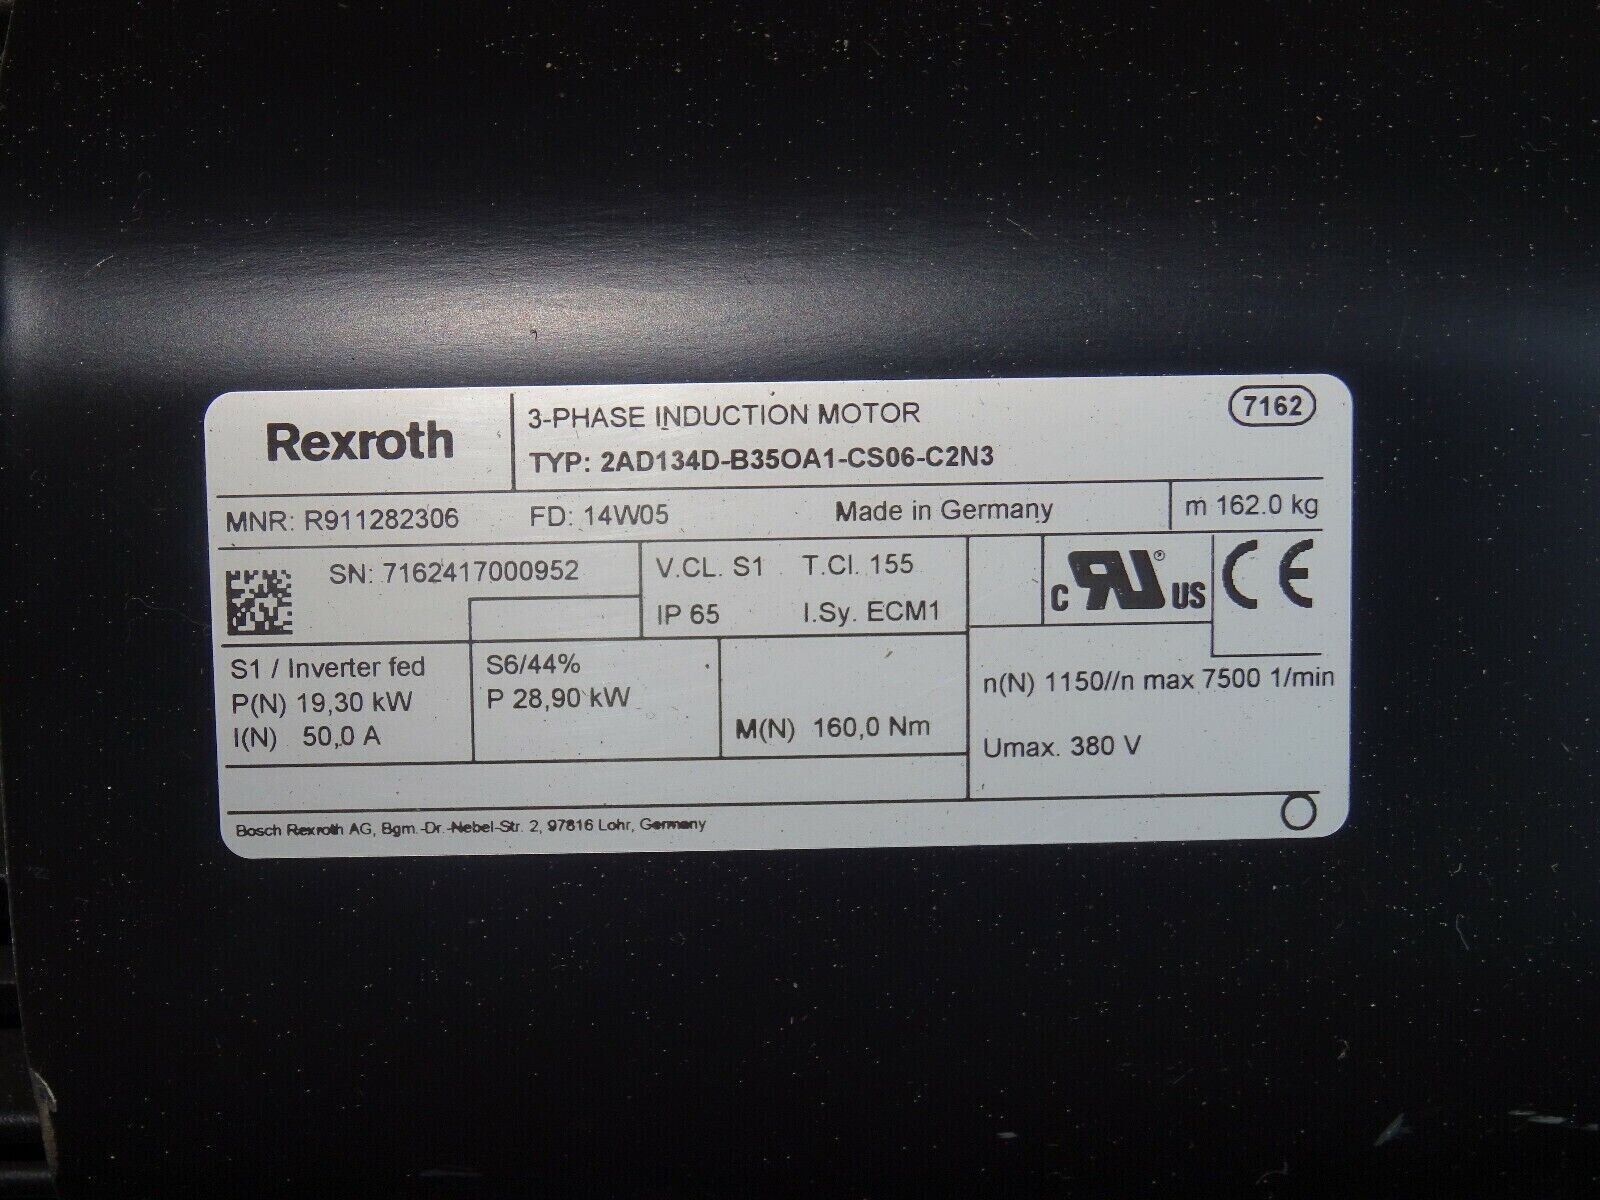 Rexroth
3-PHASE INDUCTION MOTOR
7162
TYP: 2AD134D-B35OA1-CS06-C2N3
MNR: R911282306 FD: 14W05 Made in Germany m 162.0 kg
SN: 7162417000952
V.CL. S1 T.Cl. 155
IP 65 I.Sy. ECM1
c RU ® US CE
S1 / Inverter fed
P(N) 19,30 kW
I(N) 50,0 A
S6/44%
P 28,90 kW
M(N) 160,0 Nm
n(N) 1150//n max 7500 1/min
Umax. 380 V
Bosch Rexroth AG, Bgm.-Dr.-Nebel-Str. 2, 97816 Lohr, Germany